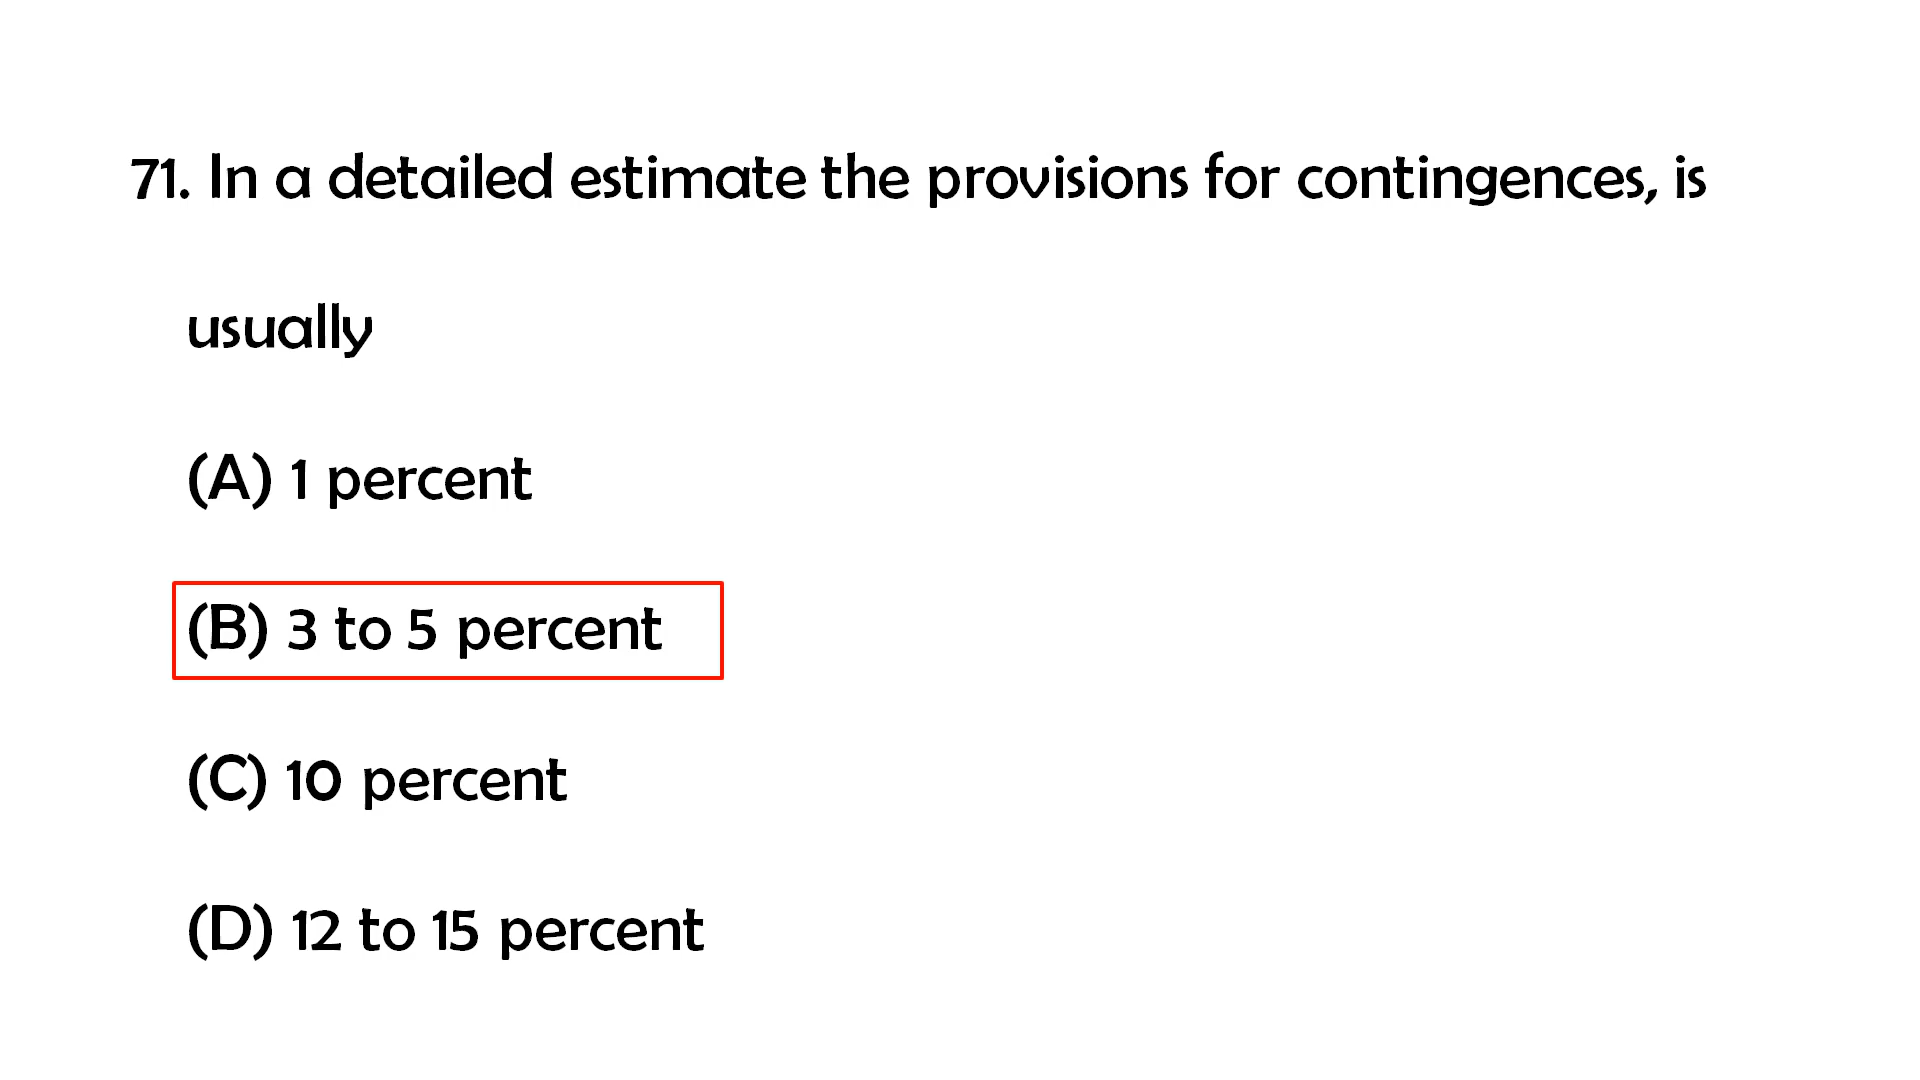 71. In a detailed estimate the provisions for contingences, is
usually
(A) 1 percent
(B) 3 to 5 percent
(C) 10 percent
(D) 12 to 15 percent